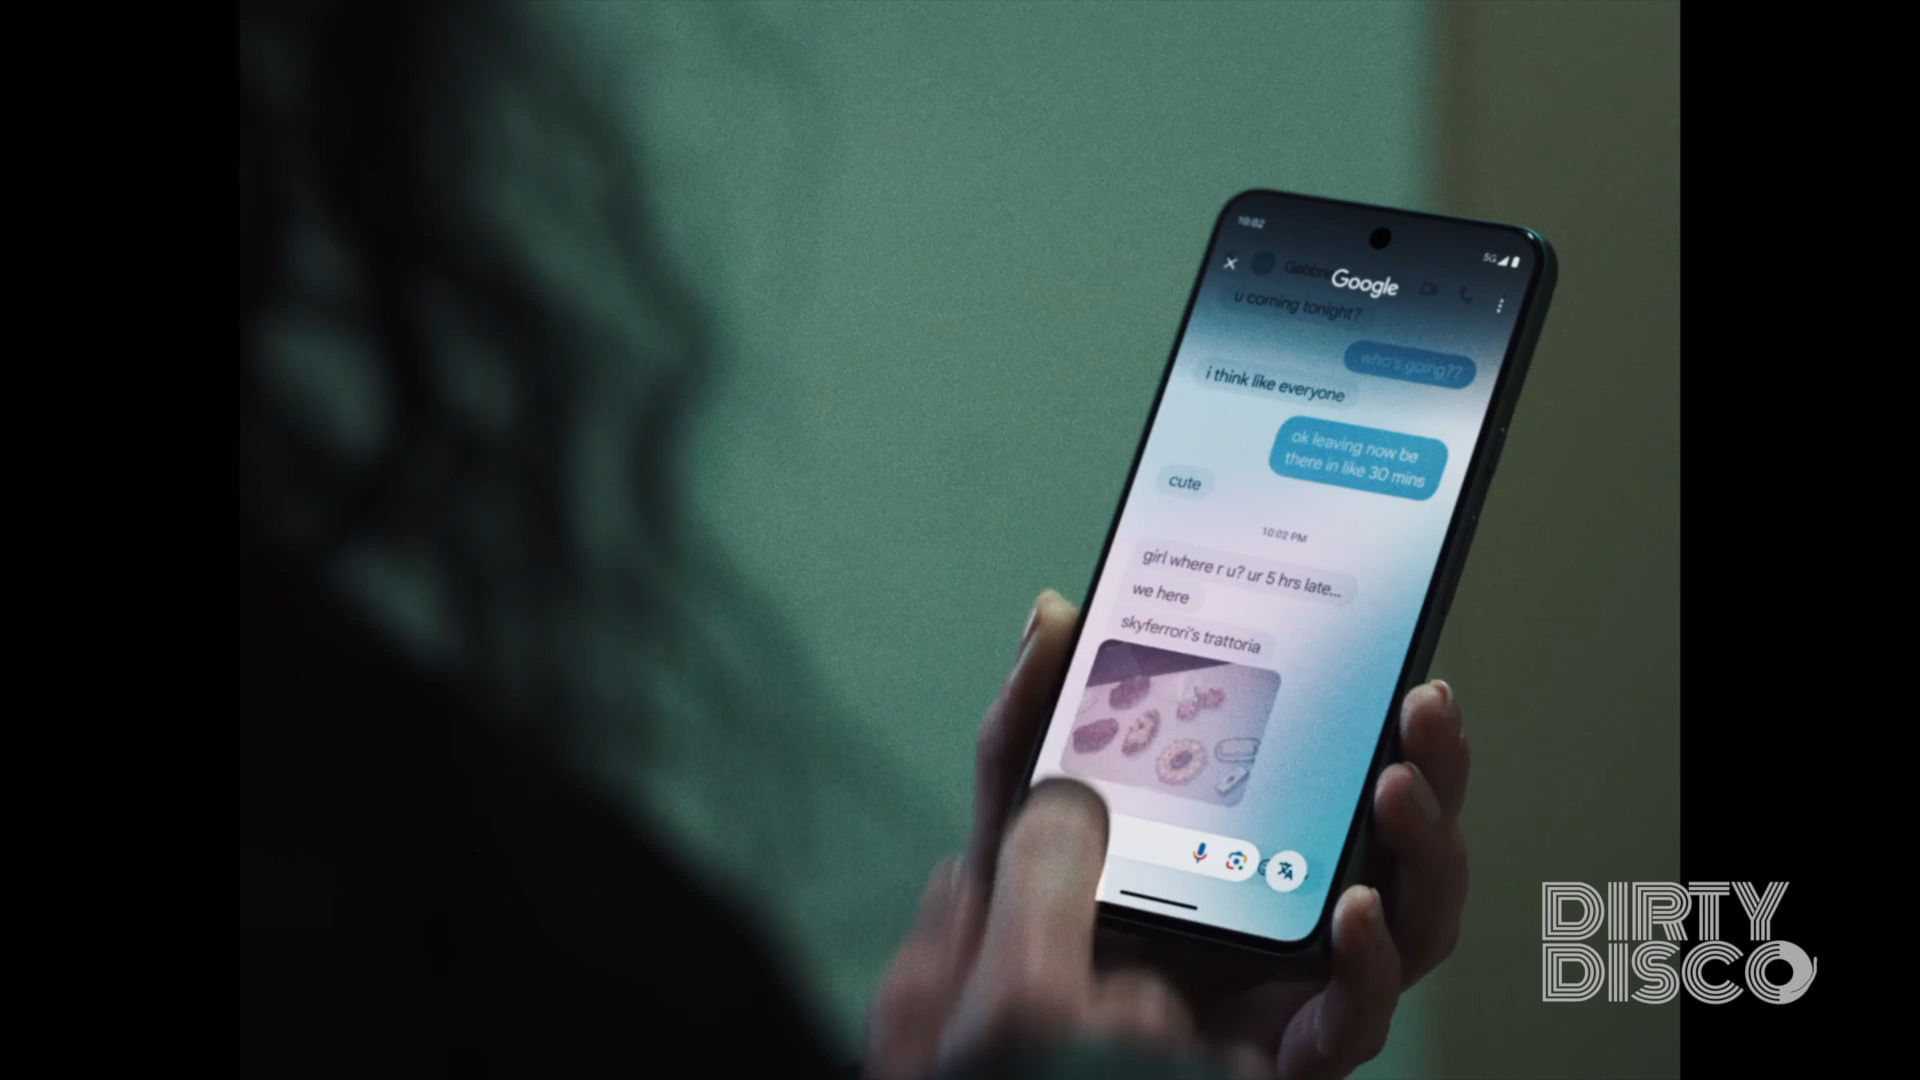 10:02
5G
Google
u coming tonight?
who's going??
i think like everyone
ok leaving now be
there in like 30 mins
cute
10:02 PM
girl where r u? ur 5 hrs late...
we here
skyferrori's trattoria
DIRTY
DISCO